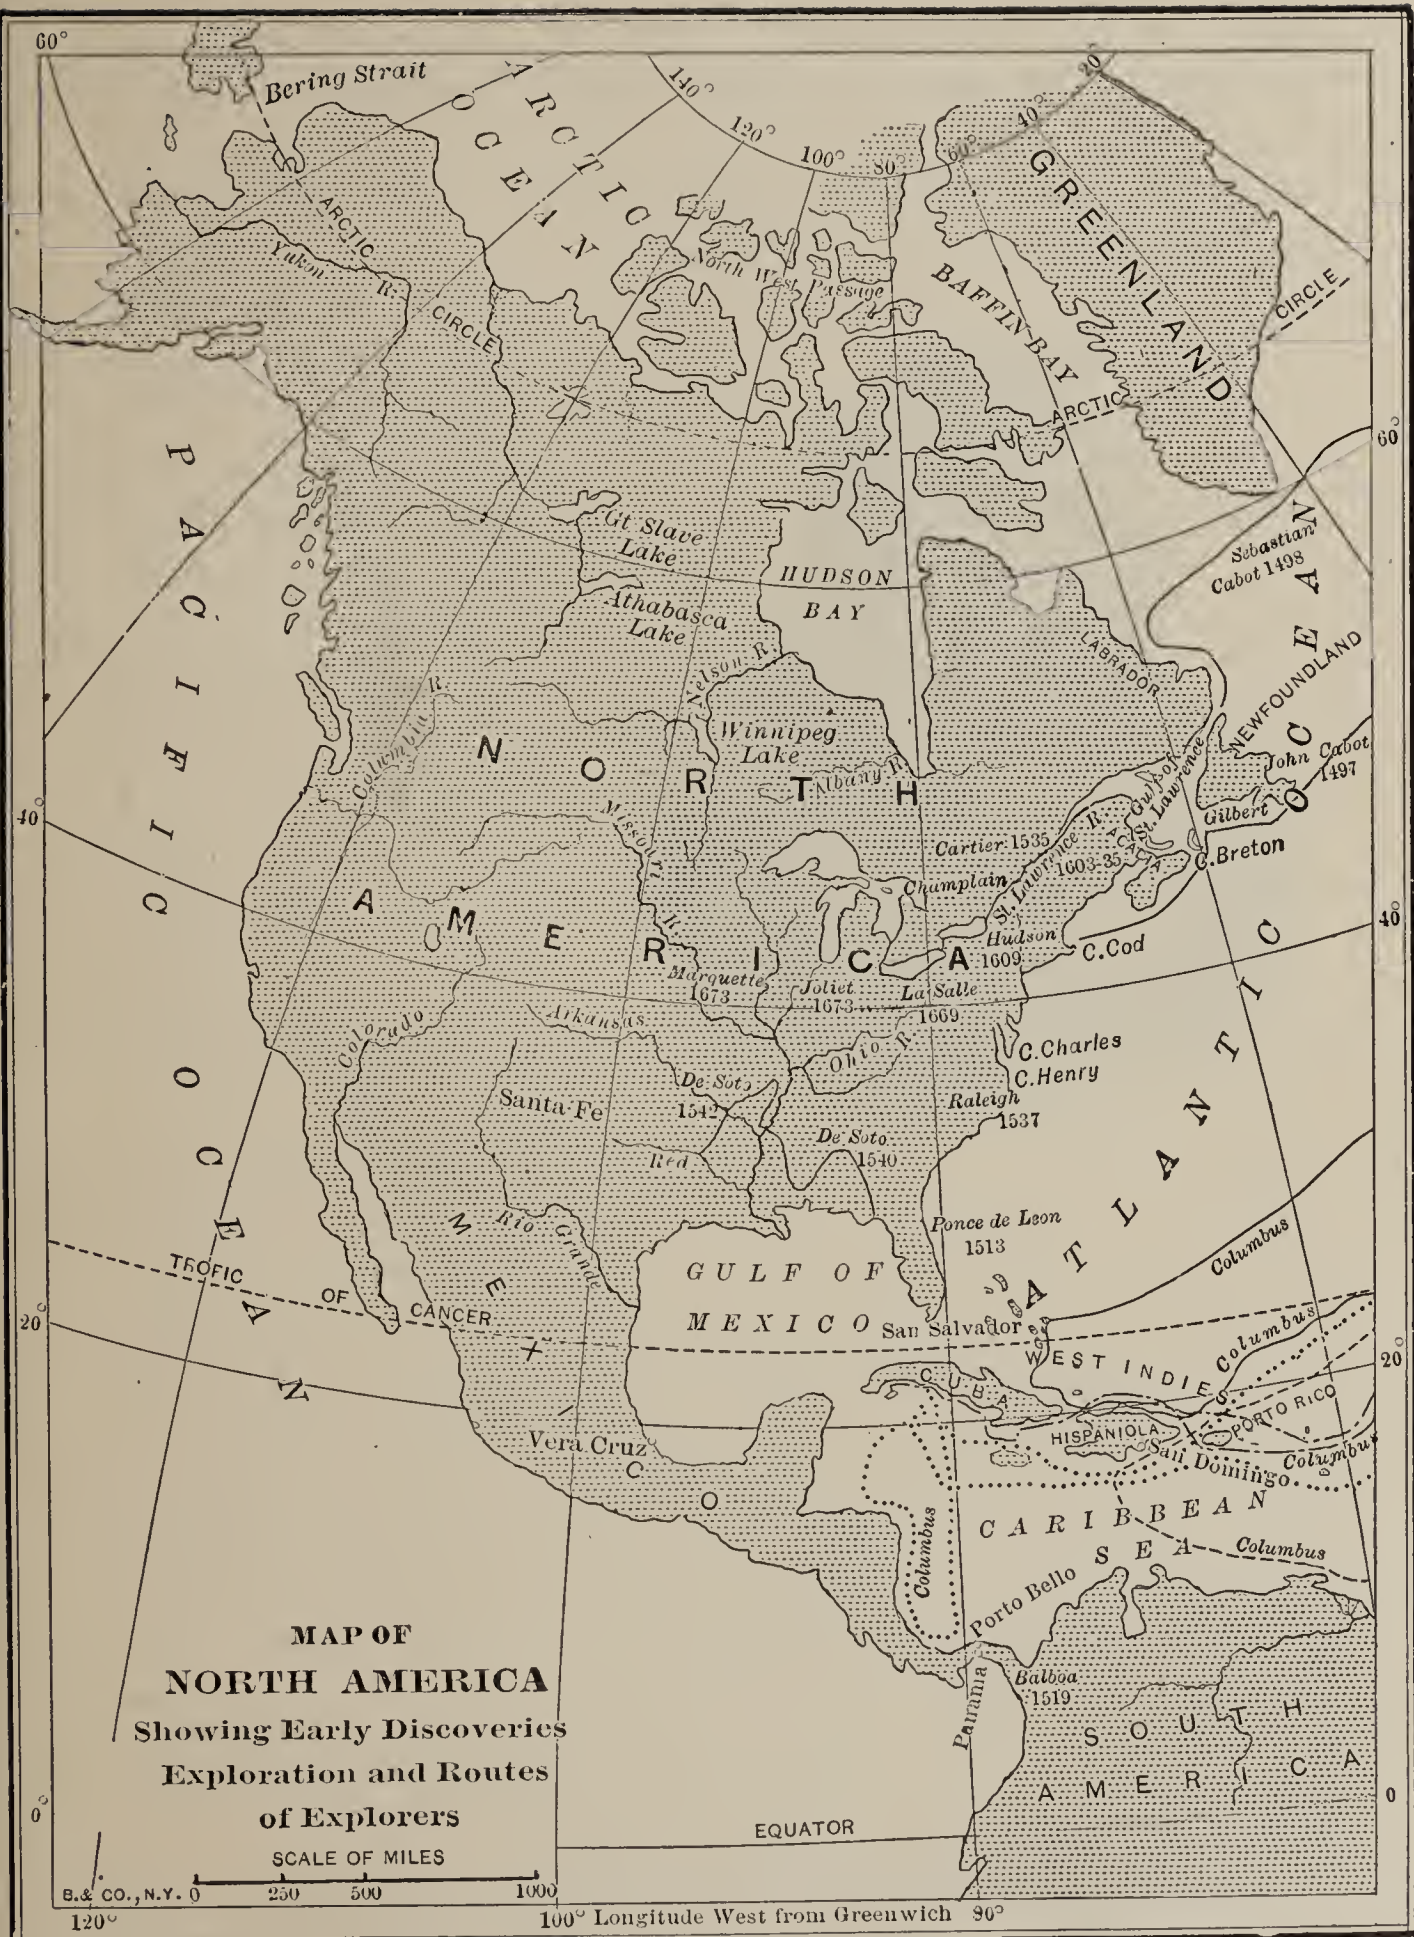 60°
Bering Strait
ARCTIC
OCEAN
140°
120°
100°
80°
60°
40°
20°
GREENLAND
ARCTIC
CIRCLE
Yukon
R.
North West Passage
BAFFIN BAY
ARCTIC
CIRCLE
60°
PACIFIC
OCEAN
Gt. Slave
Lake
Athabasca
Lake
HUDSON
BAY
Sebastian
Cabot 1498
LABRADOR
NEWFOUNDLAND
John Cabot
1497
Gilbert
C.Breton
Gulf of
St. Lawrence
ACADIA
Nelson R.
Winnipeg
Lake
Albany R.
Columbia
R.
NORTH
AMERICA
Missouri
R.
Cartier 1535
Champlain
1603-35
St. Lawrence R.
Hudson
1609
C.Cod
40°
40°
Marquette
1673
Joliet
1673
La Salle
1669
Colorado
Arkansas
Ohio
R.
C.Charles
C.Henry
Raleigh
1537
Santa Fe
De Soto
1542
De Soto
1540
Red
ATLANTIC
OCEAN
Ponce de Leon
1513
Columbus
Rio Grande
MEXICO
GULF OF
MEXICO
TROFIC
OF
CANCER
San Salvador
WEST INDIES
Columbus
20°
20°
CUBA
HISPANIOLA
PORTO RICO
San Domingo
Columbus
Vera Cruz
Columbus
CARIBBEAN
SEA
Columbus
Porto Bello
Panama
Balboa
1519
SOUTH
AMERICA
MAP OF
NORTH AMERICA
Showing Early Discoveries
Exploration and Routes
of Explorers
SCALE OF MILES
0 250 500 1000
B.& CO., N.Y.
0°
0
EQUATOR
120°
100° Longitude West from Greenwich 90°